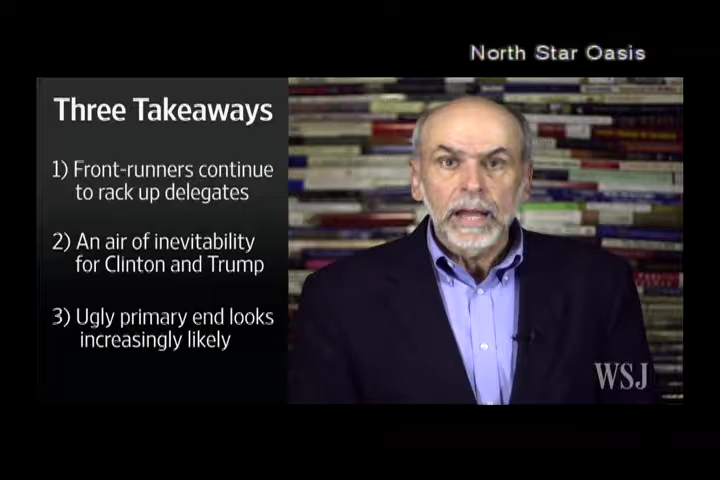 North Star Oasis
Three Takeaways
1) Front-runners continue
to rack up delegates
2) An air of inevitability
for Clinton and Trump
3) Ugly primary end looks
increasingly likely
WSJ